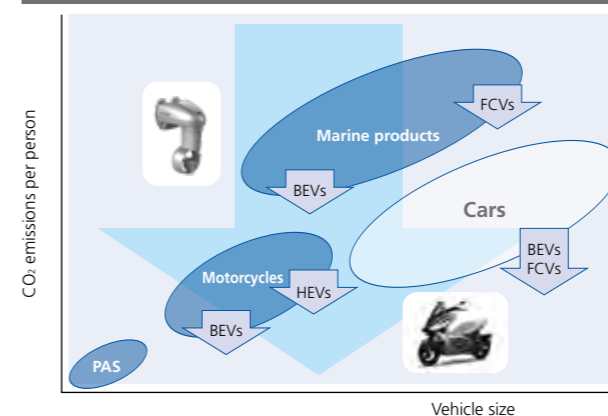 CO₂ emissions per person
FCVs
Marine products
BEVs
Cars
BEVs
FCVs
Motorcycles
HEVs
BEVs
PAS
Vehicle size